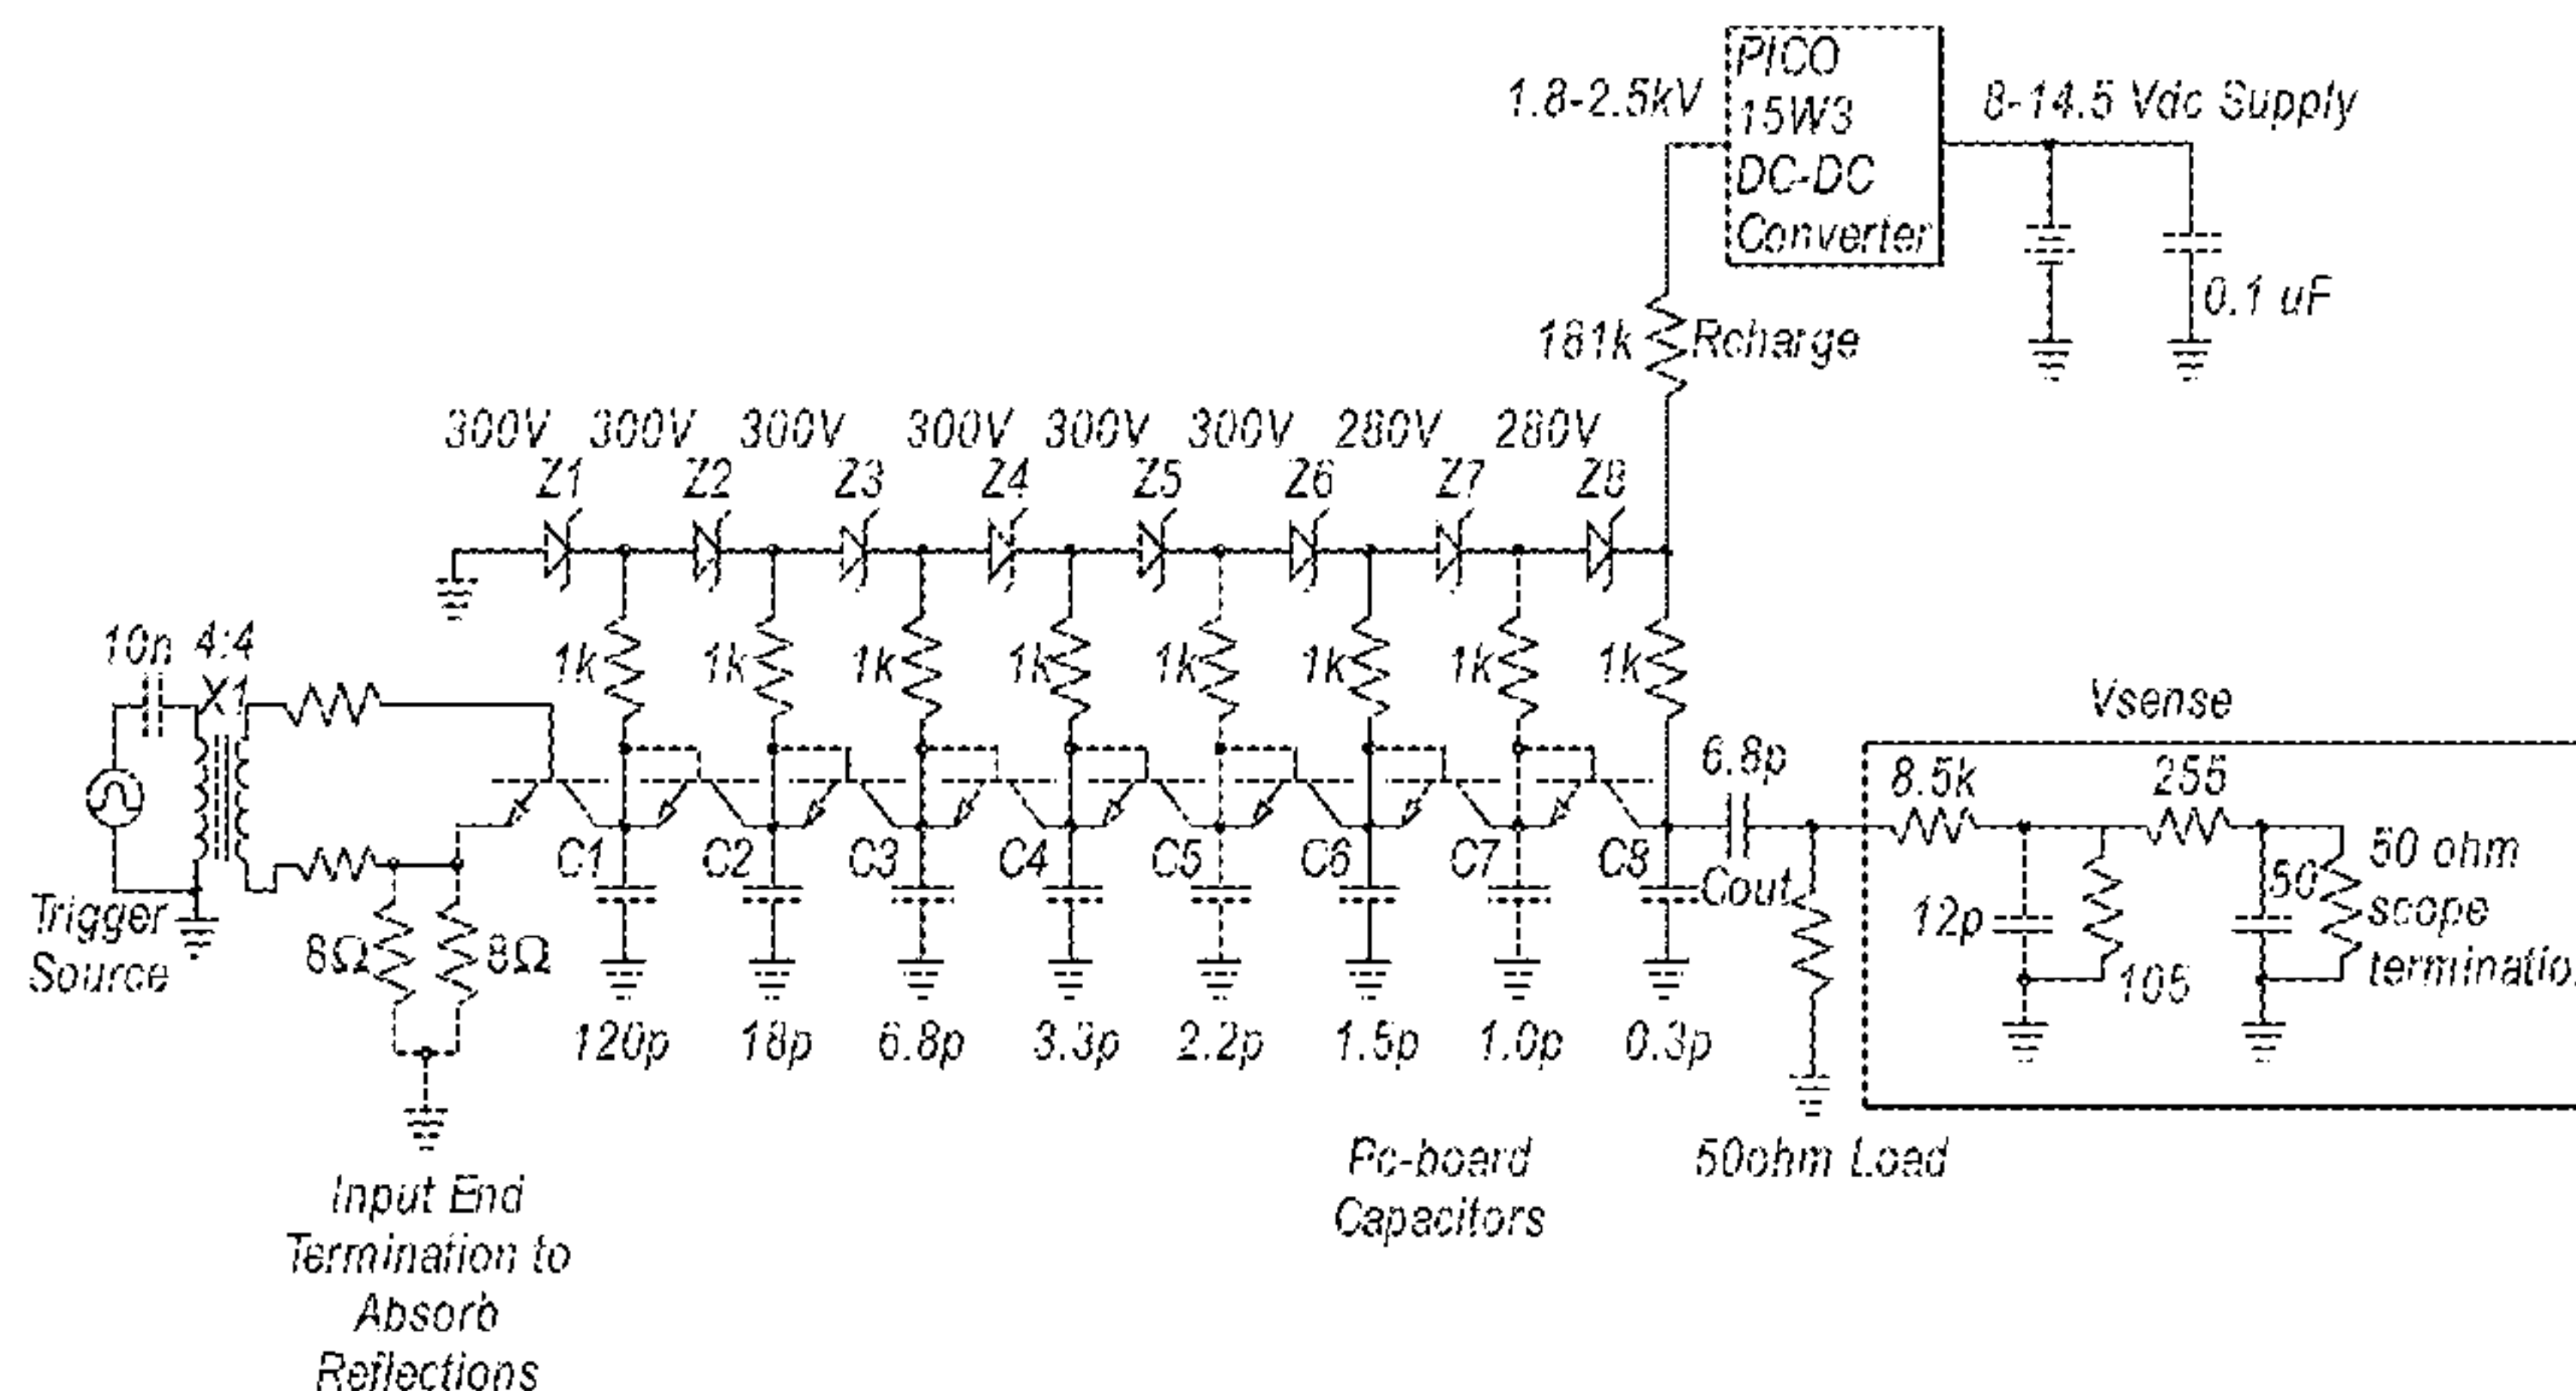 PICO
15W3
DC-DC
Converter
1.8-2.5kV
8-14.5 Vdc Supply
0.1 uF
181k
Rcharge
300V 300V 300V 300V 300V 300V 280V 280V
Z1 Z2 Z3 Z4 Z5 Z6 Z7 Z8
10n 4:4
X1
1k 1k 1k 1k 1k 1k 1k 1k
Trigger
Source
8Ω 8Ω
C1 C2 C3 C4 C5 C6 C7 C8
120p 18p 6.8p 3.3p 2.2p 1.5p 1.0p 0.3p
6.8p
Cout
Vsense
8.5k 255
12p
105
50
50 ohm
scope
terminatio
Input End
Termination to
Absorb
Reflections
Pc-board
Capacitors
50ohm Load